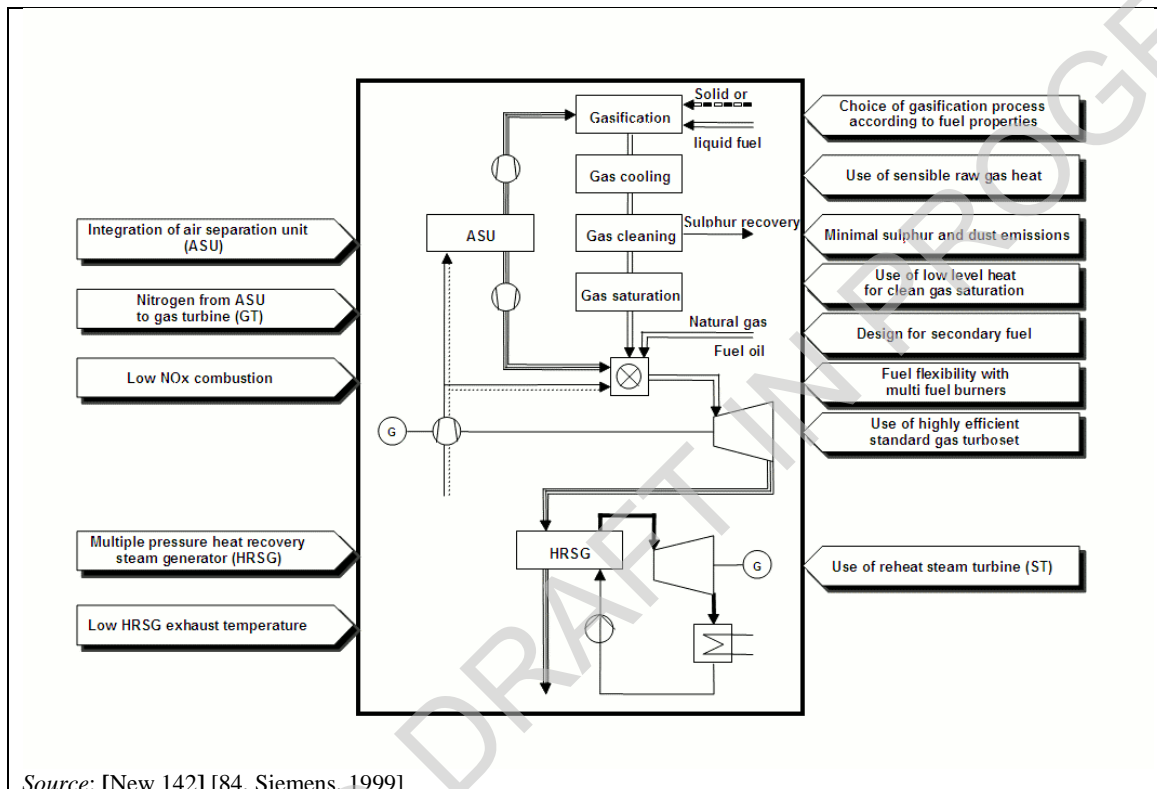 Solid or
Gasification
liquid fuel
Gas cooling
ASU
Gas cleaning
Sulphur recovery
Gas saturation
Natural gas
Fuel oil
G
HRSG
G
Integration of air separation unit
(ASU)
Nitrogen from ASU
to gas turbine (GT)
Low NOx combustion
Multiple pressure heat recovery
steam generator (HRSG)
Low HRSG exhaust temperature
Choice of gasification process
according to fuel properties
Use of sensible raw gas heat
Minimal sulphur and dust emissions
Use of low level heat
for clean gas saturation
Design for secondary fuel
Fuel flexibility with
multi fuel burners
Use of highly efficient
standard gas turboset
Use of reheat steam turbine (ST)
DRAFT IN PROGRE
Source: [New 142] [84, Siemens, 1999]